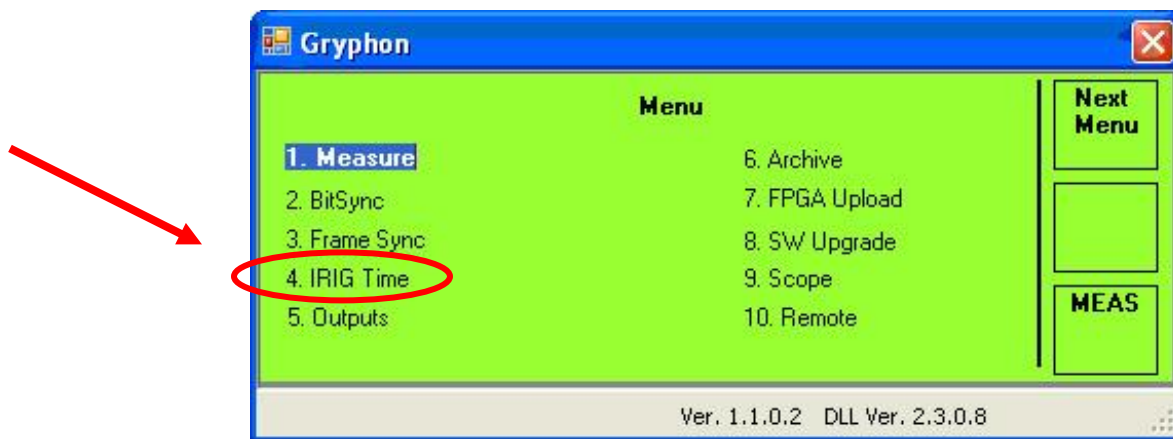 Gryphon
Menu
1. Measure
2. BitSync
3. Frame Sync
4. IRIG Time
5. Outputs
6. Archive
7. FPGA Upload
8. SW Upgrade
9. Scope
10. Remote
Next
Menu
MEAS
Ver. 1.1.0.2 DLL Ver. 2.3.0.8